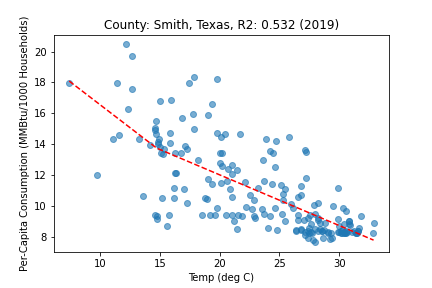 County: Smith, Texas, R2: 0.532 (2019)
Per-Capita Consumption (MMBtu/1000 Households)
20
18
16
14
12
10
8
10 15 20 25 30
Temp (deg C)